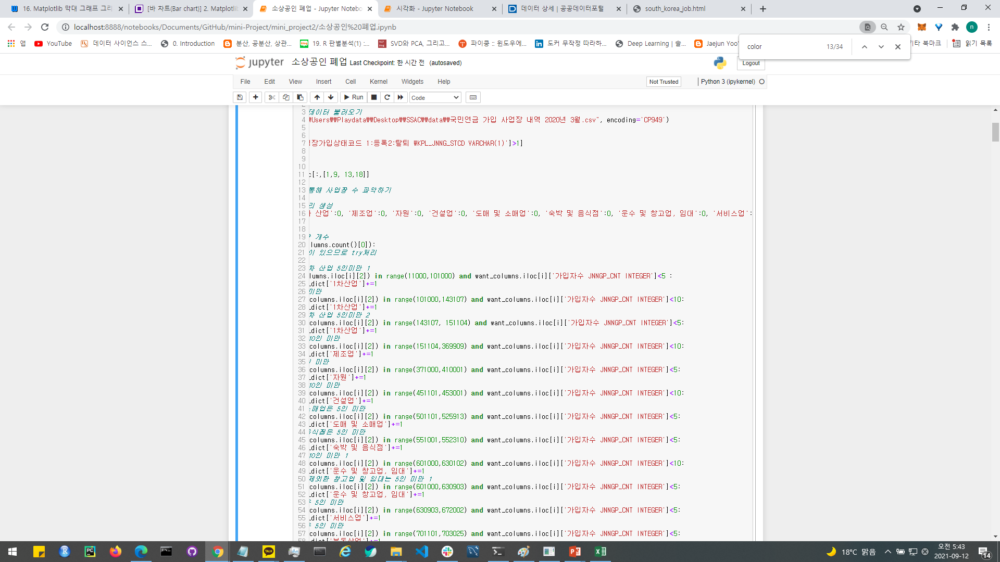 16. Matplotlib 막대 그래프 그리
[바 차트(Bar chart)] 2. Matplotlib
소상공인 폐업 - Jupyter Notebo
시각화 - Jupyter Notebook
데이터 상세 | 공공데이터포털
south_korea_job.html
localhost:8888/notebooks/Documents/GitHub/mini-Project/mini_project2/소상공인%20폐업.ipynb
n
앱
YouTube
데이터 사이언스 스...
0. Introduction
분산, 공분산, 상관...
19. R 판별분석(1) :...
SVD와 PCA, 그리고...
파이쿵 :: 윈도우에...
도커 무작정 따라하...
Deep Learning | 솔...
Jaejun Yoo'
기타 북마크
읽기 목록
color
13/34
jupyter
소상공인 폐업
Last Checkpoint: 한 시간 전
(autosaved)
Logout
File Edit View Insert Cell Kernel Widgets Help
Not Trusted
Python 3 (ipykernel)
Run
Code
3 데이터 불러오기
4 ₩Users₩₩Playdata₩₩Desktop₩₩SSAC₩₩data₩₩국민연금 가입 사업장 내역 2020년 3월.csv", encoding='CP949')
5
6
7 장가입상태코드 1:등록2:탈퇴 WKPL_JNNG_STCD VARCHAR(1)']>1]
8
9
10
11 c[:,[1,9, 13,18]]
12
13 통해 사업장 수 파악하기
14
15 리 생성
16 산업':0, '제조업':0, '자원':0, '건설업':0, '도매 및 소매업':0, '숙박 및 음식점':0, '운수 및 창고업, 임대':0, '서비스업':
17
18
19 개수
20 lumns.count()[0]):
21 이 있으므로 try처리
22
23 차 산업 5인미만 1
24 lumns.iloc[i][2]) in range(11000,101000) and want_columns.iloc[i]['가입자수 JNNGP_CNT INTEGER']<5 :
25 _dict['1차산업']+=1
26 미만
27 columns.iloc[i][2]) in range(101000,143107) and want_columns.iloc[i]['가입자수 JNNGP_CNT INTEGER']<10:
28 _dict['1차산업']+=1
29 차 산업 5인미만 2
30 columns.iloc[i][2]) in range(143107, 151104) and want_columns.iloc[i]['가입자수 JNNGP_CNT INTEGER']<5:
31 _dict['1차산업']+=1
32 10인 미만
33 columns.iloc[i][2]) in range(151104,369909) and want_columns.iloc[i]['가입자수 JNNGP_CNT INTEGER']<10:
34 _dict['제조업']+=1
35 미만
36 columns.iloc[i][2]) in range(371000,410001) and want_columns.iloc[i]['가입자수 JNNGP_CNT INTEGER']<5:
37 _dict['자원']+=1
38 10인 미만
39 columns.iloc[i][2]) in range(451101,453001) and want_columns.iloc[i]['가입자수 JNNGP_CNT INTEGER']<10:
40 _dict['건설업']+=1
41 매업은 5인 미만
42 columns.iloc[i][2]) in range(501101,525913) and want_columns.iloc[i]['가입자수 JNNGP_CNT INTEGER']<5:
43 _dict['도매 및 소매업']+=1
44 음식점은 5인 미만
45 columns.iloc[i][2]) in range(551001,552310) and want_columns.iloc[i]['가입자수 JNNGP_CNT INTEGER']<5:
46 _dict['숙박 및 음식점']+=1
47 10인 미만 1
48 columns.iloc[i][2]) in range(601000,630102) and want_columns.iloc[i]['가입자수 JNNGP_CNT INTEGER']<10:
49 _dict['운수 및 창고업, 임대']+=1
50 제외한 창고업 및 임대는 5인 미만 1
51 columns.iloc[i][2]) in range(601000,630903) and want_columns.iloc[i]['가입자수 JNNGP_CNT INTEGER']<5:
52 _dict['운수 및 창고업, 임대']+=1
53 5인 미만
54 columns.iloc[i][2]) in range(630903,672002) and want_columns.iloc[i]['가입자수 JNNGP_CNT INTEGER']<5:
55 _dict['서비스업']+=1
56 5인 미만
57 columns.iloc[i][2]) in range(701101,703025) and want_columns.iloc[i]['가입자수 JNNGP_CNT INTEGER']<5:
18°C 맑음
오전 5:43
2021-09-12
14